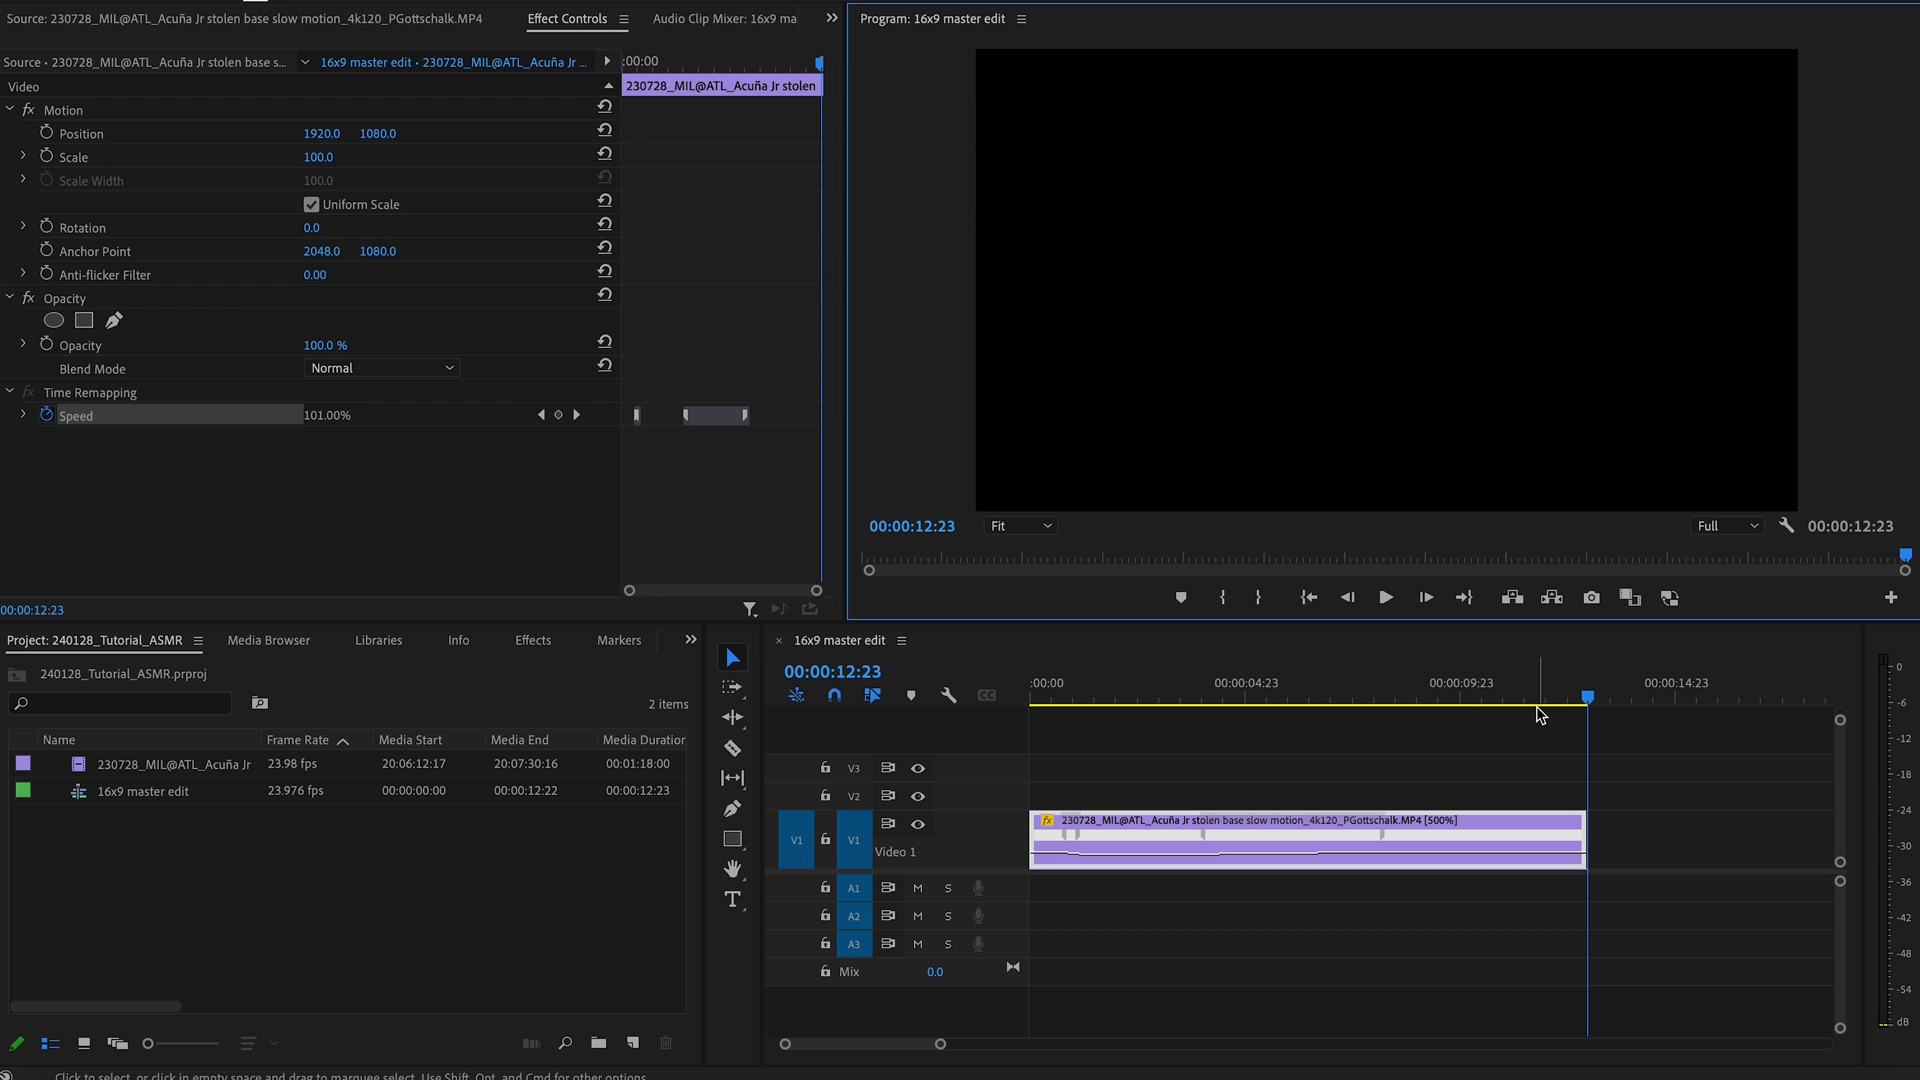 Source: 230728_MIL@ATL_Acuña Jr stolen base slow motion_4k120_PGottschalk.MP4
Effect Controls
Audio Clip Mixer: 16x9 ma
Program: 16x9 master edit
Source • 230728_MIL@ATL_Acuña Jr stolen base s...
16x9 master edit • 230728_MIL@ATL_Acuña Jr ...
:00:00
Video
230728_MIL@ATL_Acuña Jr stolen
fx Motion
Position 1920.0 1080.0
Scale 100.0
Scale Width 100.0
Uniform Scale
Rotation 0.0
Anchor Point 2048.0 1080.0
Anti-flicker Filter 0.00
fx Opacity
Opacity 100.0 %
Blend Mode Normal
fx Time Remapping
Speed 101.00%
00:00:12:23
00:00:12:23 Fit Full 00:00:12:23
Project: 240128_Tutorial_ASMR
Media Browser
Libraries
Info
Effects
Markers
240128_Tutorial_ASMR.prproj
2 items
Name Frame Rate Media Start Media End Media Duration
230728_MIL@ATL_Acuña Jr 23.98 fps 20:06:12:17 20:07:30:16 00:01:18:00
16x9 master edit 23.976 fps 00:00:00:00 00:00:12:22 00:00:12:23
× 16x9 master edit
00:00:12:23
:00:00 00:00:04:23 00:00:09:23 00:00:14:23
CC
V3
V2
fx 230728_MIL@ATL_Acuña Jr stolen base slow motion_4k120_PGottschalk.MP4 [500%]
V1 V1
Video 1
A1 M S
A2 M S
A3 M S
Mix 0.0
T
0
-6
-12
-18
-24
-30
-36
-42
-48
-54
dB
Click to select, or click in empty space and drag to marquee select. Use Shift, Opt, and Cmd for other options.